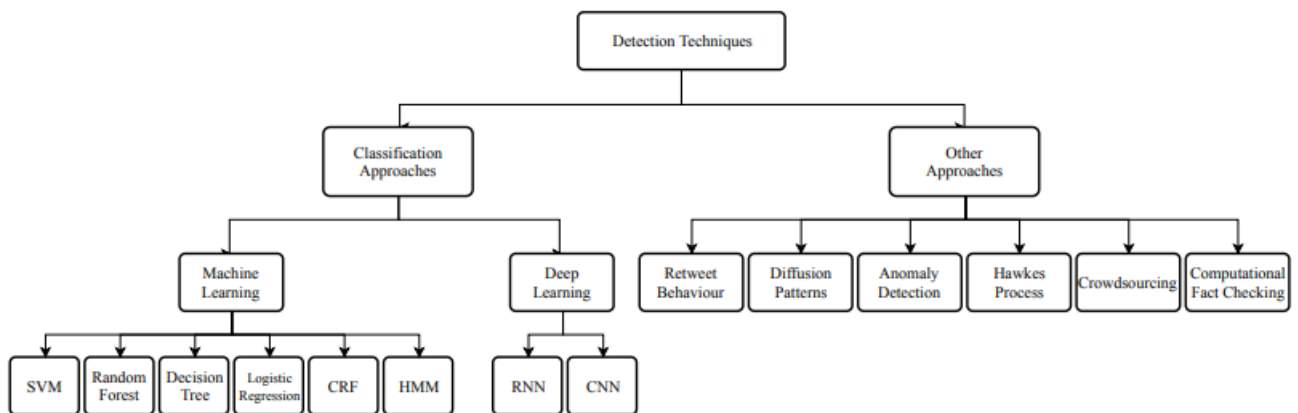 Detection Techniques
Classification
Approaches
Other
Approaches
Machine
Learning
Deep
Learning
Retweet
Behaviour
Diffusion
Patterns
Anomaly
Detection
Hawkes
Process
Crowdsourcing
Computational
Fact Checking
SVM
Random
Forest
Decision
Tree
Logistic
Regression
CRF
HMM
RNN
CNN